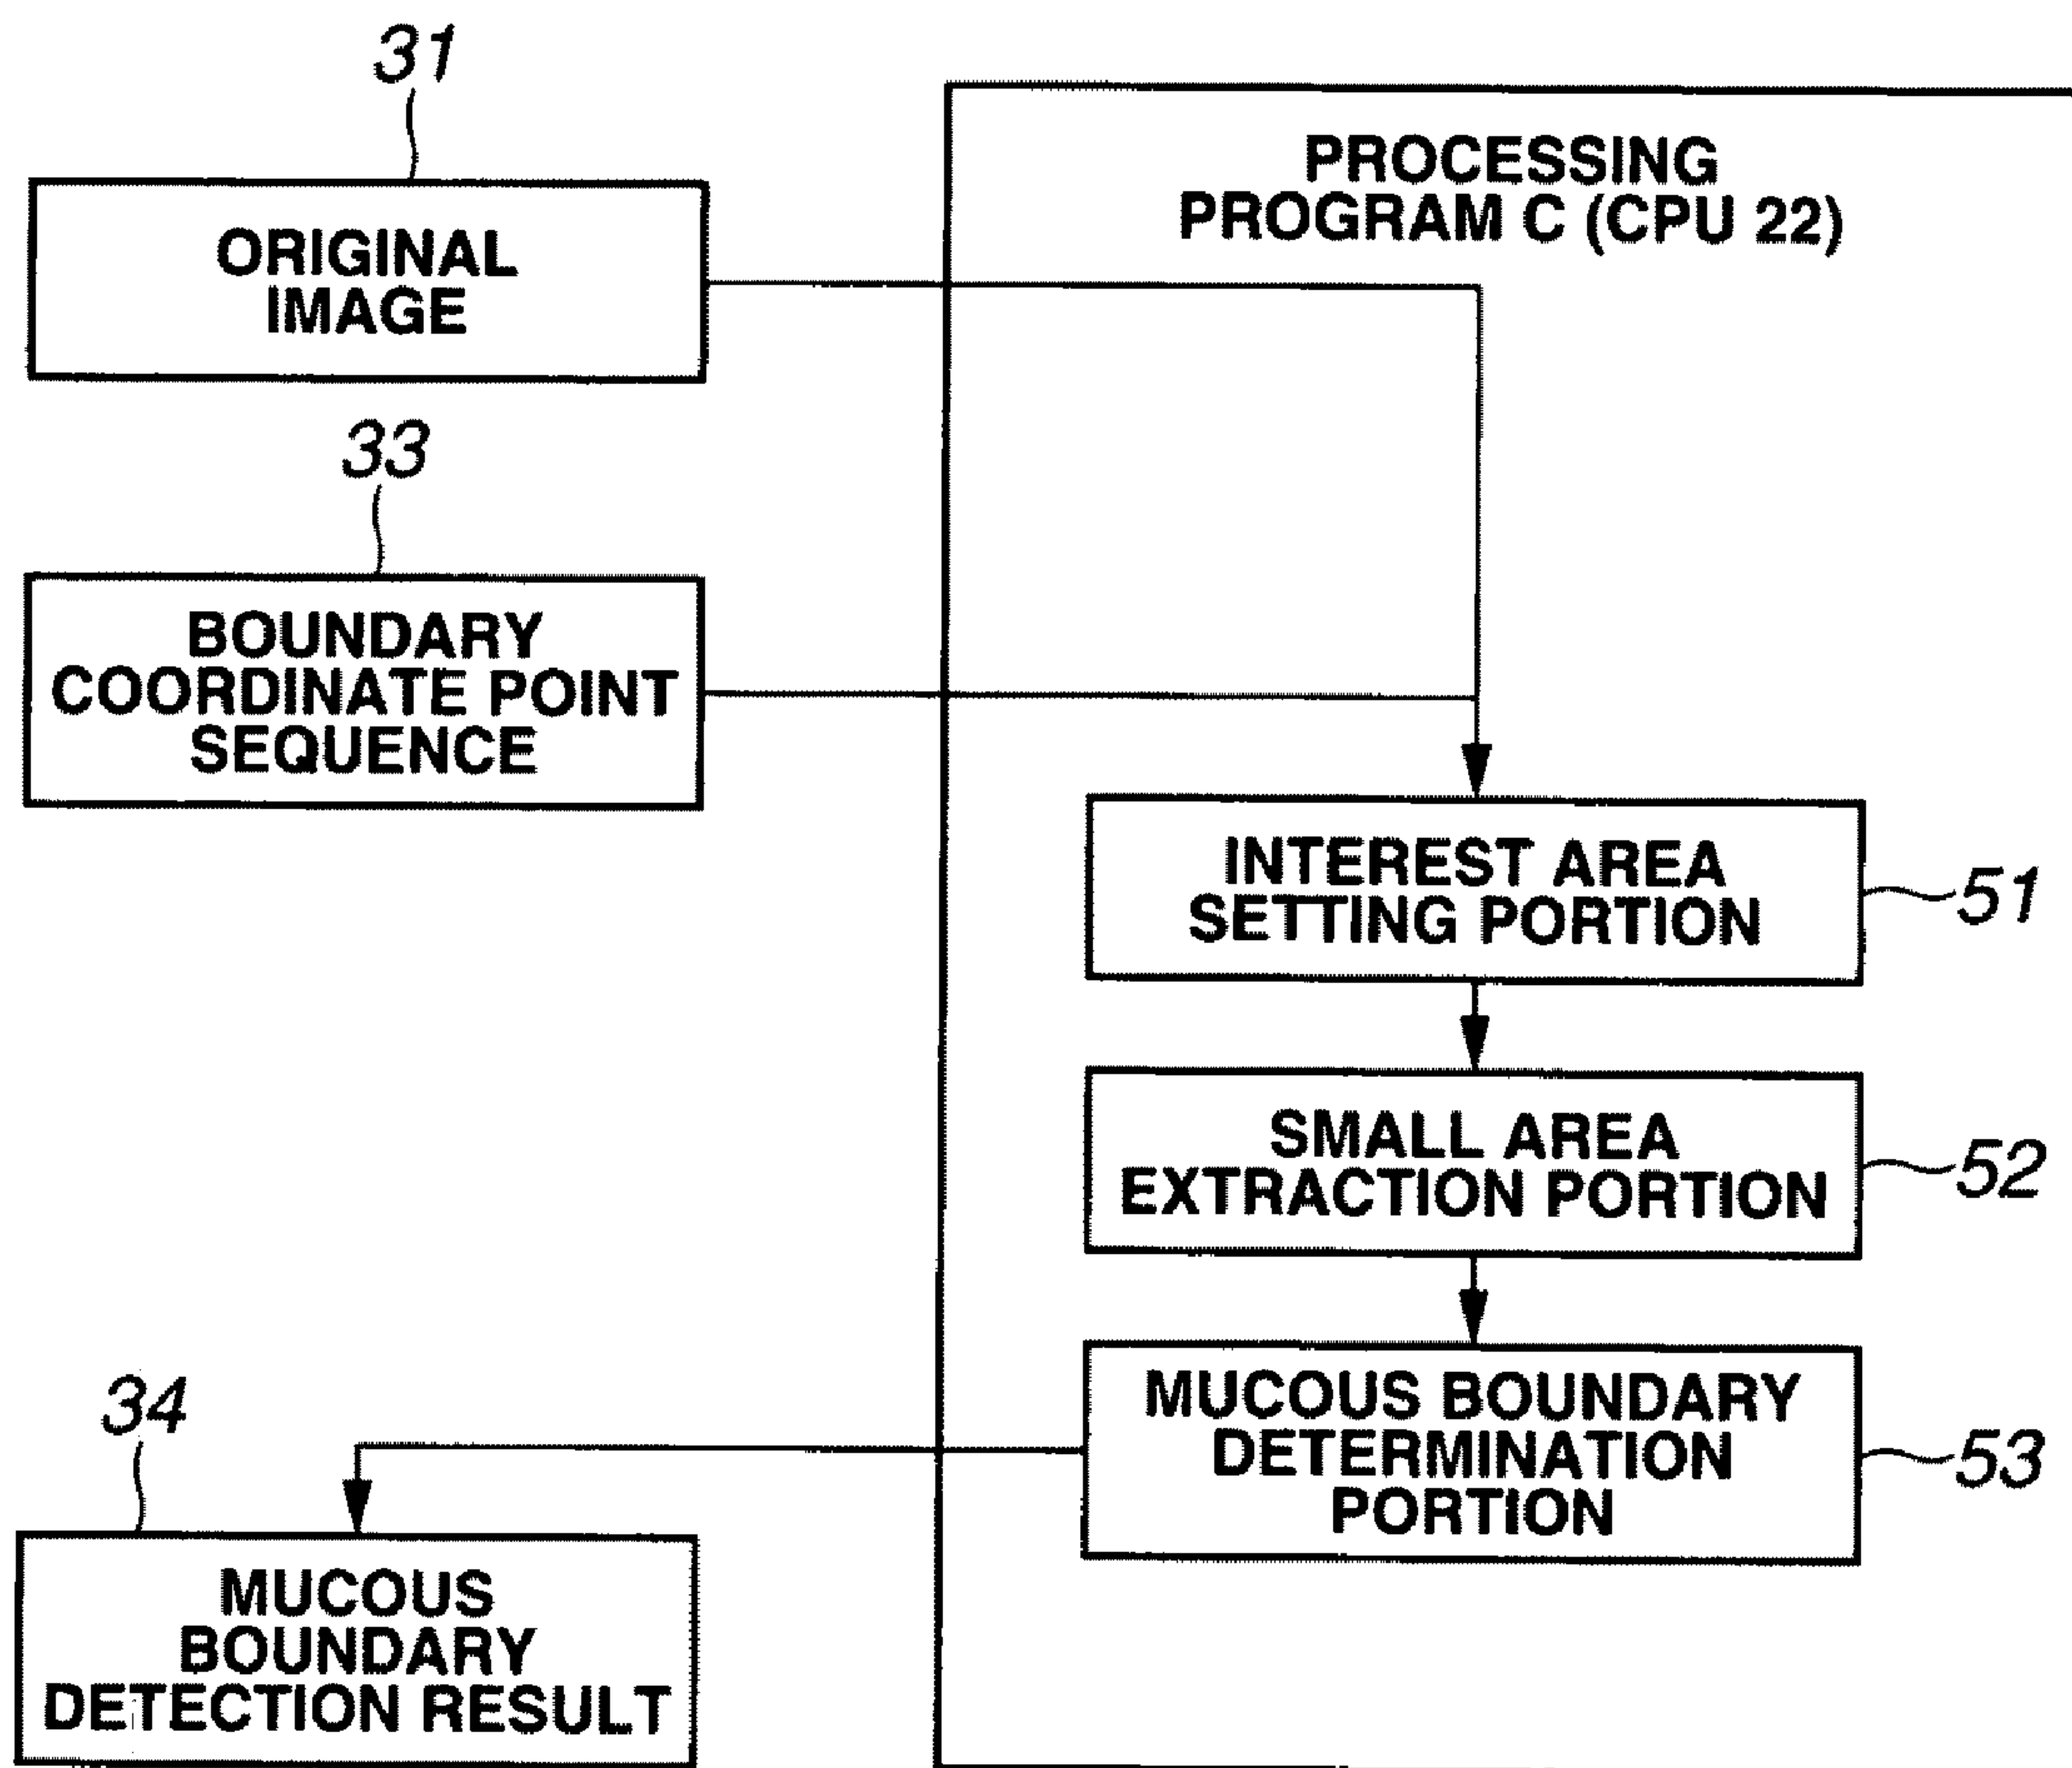 31
ORIGINAL
IMAGE
PROCESSING
PROGRAM C (CPU 22)
33
BOUNDARY
COORDINATE POINT
SEQUENCE
INTEREST AREA
SETTING PORTION
51
SMALL AREA
EXTRACTION PORTION
52
MUCOUS BOUNDARY
DETERMINATION
PORTION
53
34
MUCOUS
BOUNDARY
DETECTION RESULT